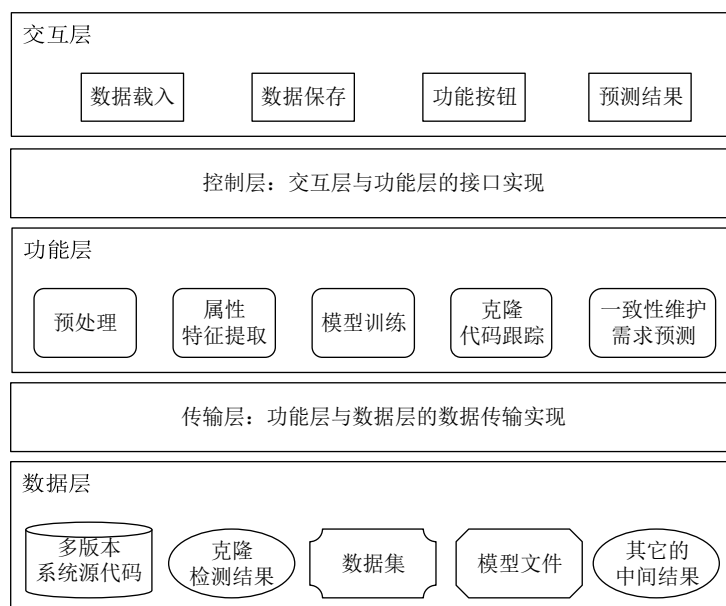 交互层
数据载入
数据保存
功能按钮
预测结果
控制层：交互层与功能层的接口实现
功能层
预处理
属性
特征提取
模型训练
克隆
代码跟踪
一致性维护
需求预测
传输层：功能层与数据层的数据传输实现
数据层
多版本
系统源代码
克隆
检测结果
数据集
模型文件
其它的
中间结果